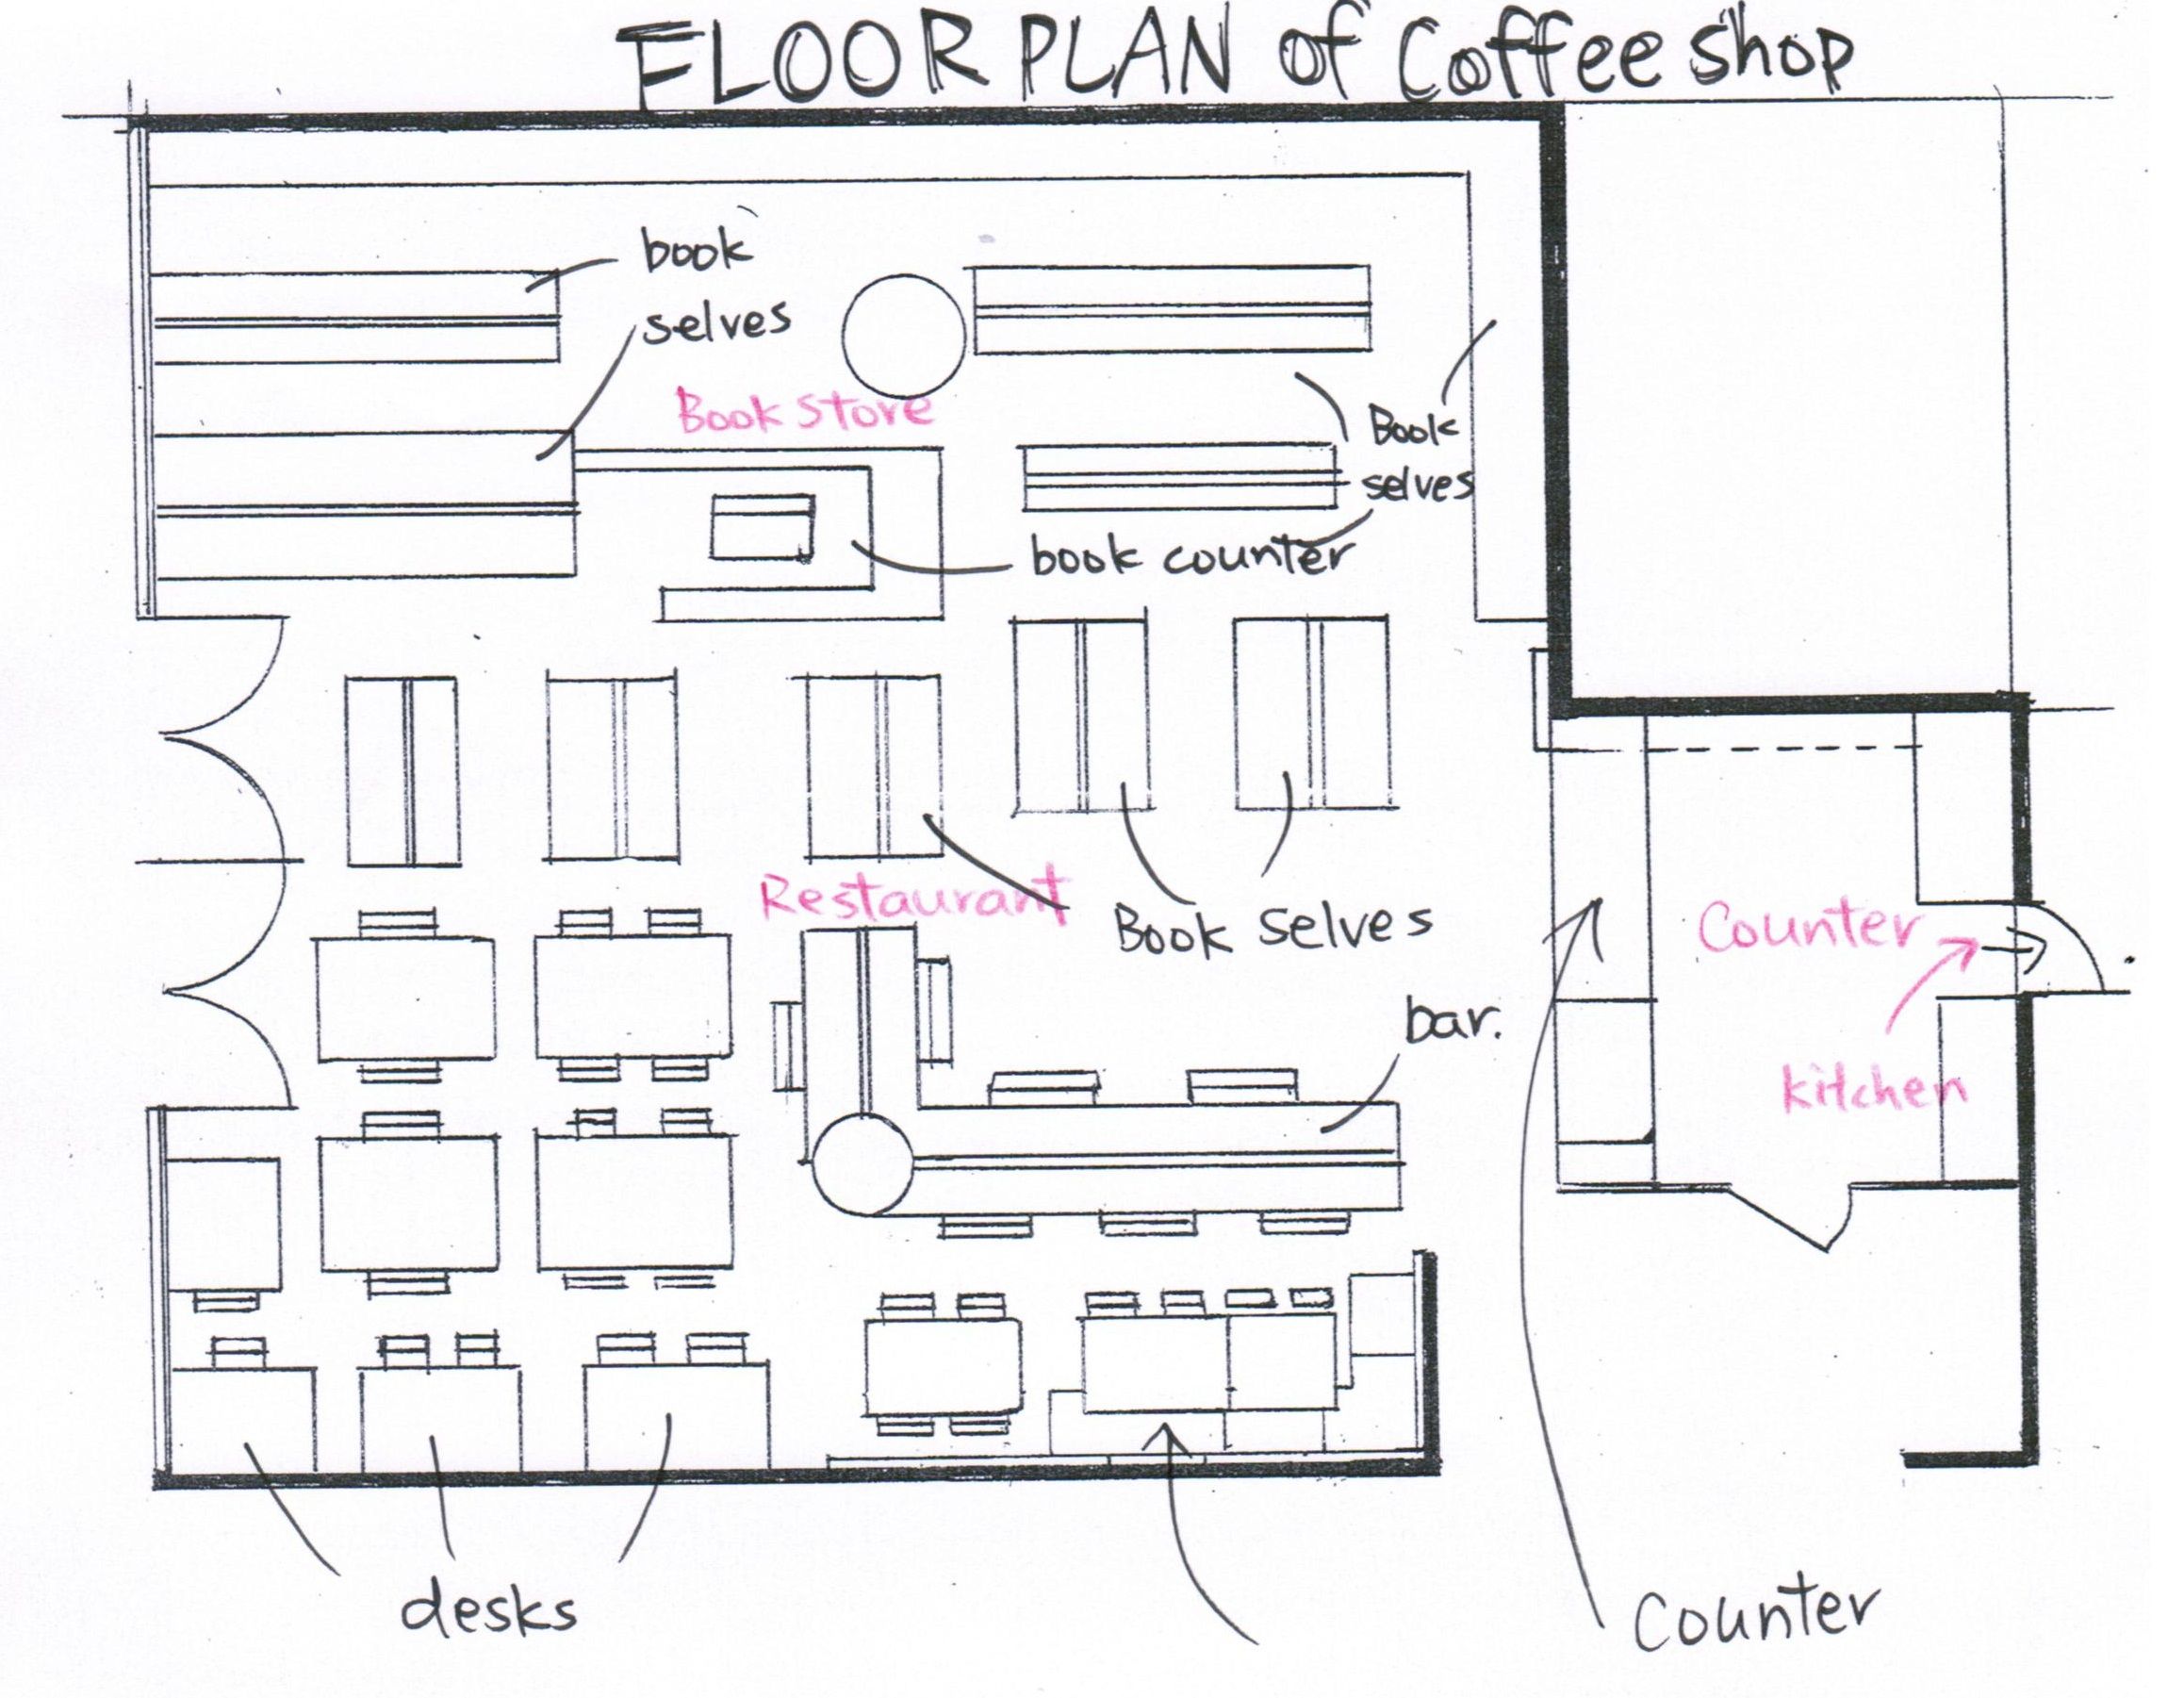 FLOOR PLAN of Coffee shop
book
selves
Book Store
Book
selves
book counter
Restaurant
Book Selves
bar.
Counter
kitchen
desks
Counter